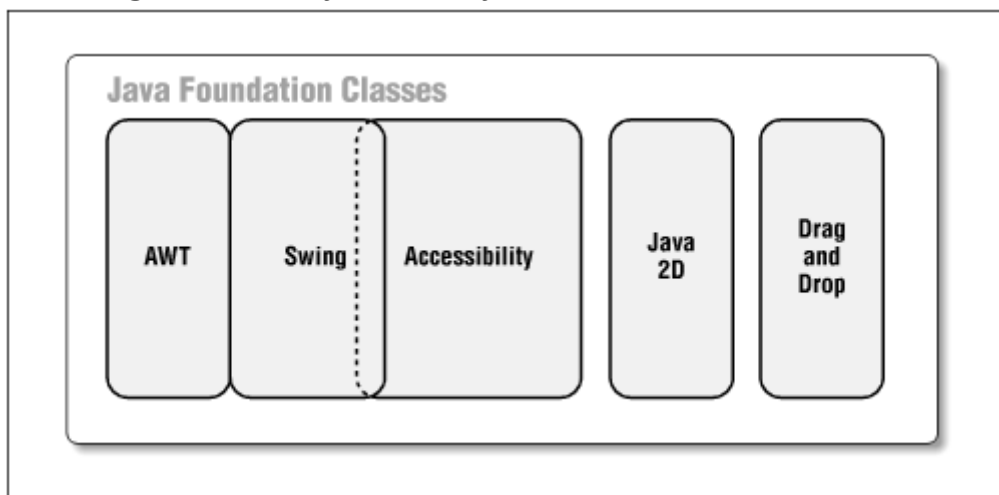 Java Foundation Classes
AWT
Swing
Accessibility
Java
2D
Drag
and
Drop